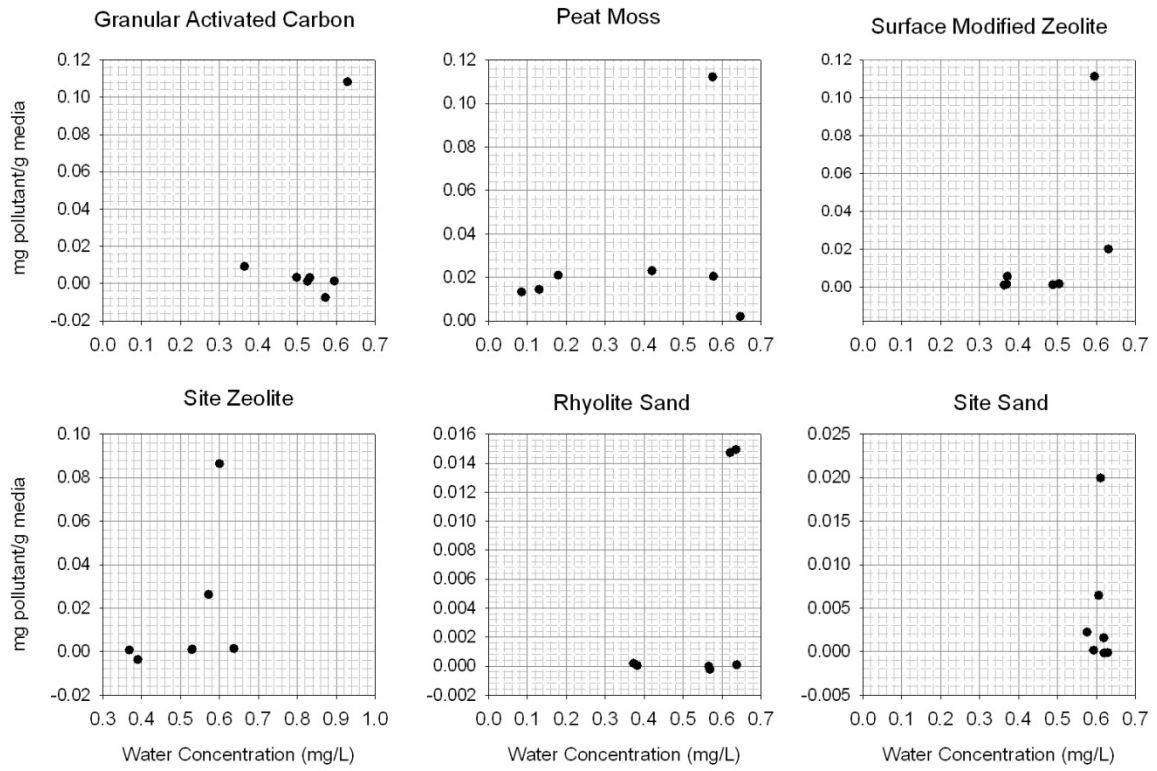 Granular Activated Carbon
Peat Moss
Surface Modified Zeolite
mg pollutant/g media
0.12
0.10
0.08
0.06
0.04
0.02
0.00
-0.02
0.0 0.1 0.2 0.3 0.4 0.5 0.6 0.7
0.12
0.10
0.08
0.06
0.04
0.02
0.00
0.0 0.1 0.2 0.3 0.4 0.5 0.6 0.7
0.12
0.10
0.08
0.06
0.04
0.02
0.00
0.0 0.1 0.2 0.3 0.4 0.5 0.6 0.7
Site Zeolite
Rhyolite Sand
Site Sand
mg pollutant/g media
0.10
0.08
0.06
0.04
0.02
0.00
-0.02
0.3 0.4 0.5 0.6 0.7 0.8 0.9 1.0
Water Concentration (mg/L)
0.016
0.014
0.012
0.010
0.008
0.006
0.004
0.002
0.000
-0.002
0.0 0.1 0.2 0.3 0.4 0.5 0.6 0.7
Water Concentration (mg/L)
0.025
0.020
0.015
0.010
0.005
0.000
-0.005
0.0 0.1 0.2 0.3 0.4 0.5 0.6 0.7
Water Concentration (mg/L)